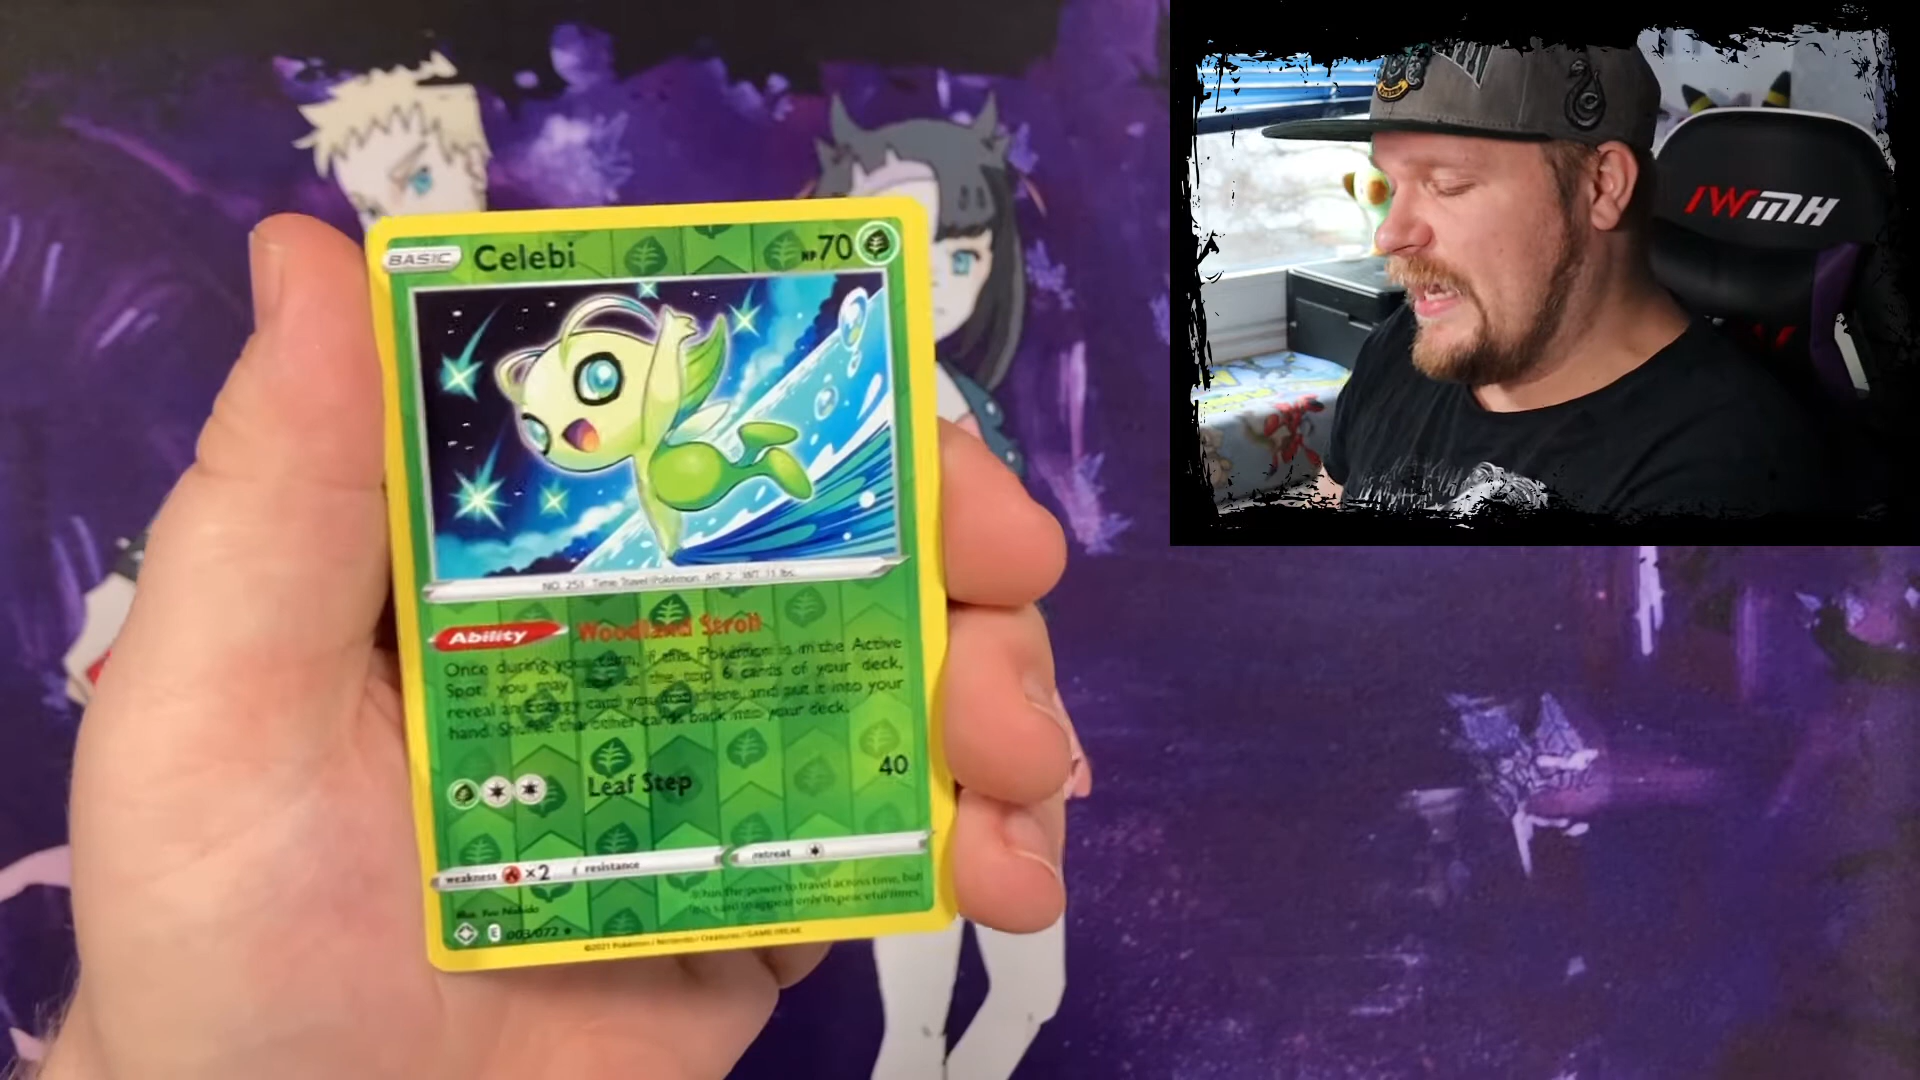 BASIC Celebi HP 70
NO. 251 Time Travel Pokémon HT: 2' WT: 11 lbs.
Ability Woodland Stroll
Once during your turn, if this Pokémon is in the Active
Spot, you may look at the top 6 cards of your deck,
reveal an Energy card you find there, and put it into your
hand. Shuffle the other cards back into your deck.
Leaf Step 40
weakness ×2 resistance retreat
It has the power to travel across time, but
it is said to appear only in peaceful times.
Illus. Yuu Nishida
E 003/072 ★
©2021 Pokémon / Nintendo / Creatures / GAME FREAK
IWMH